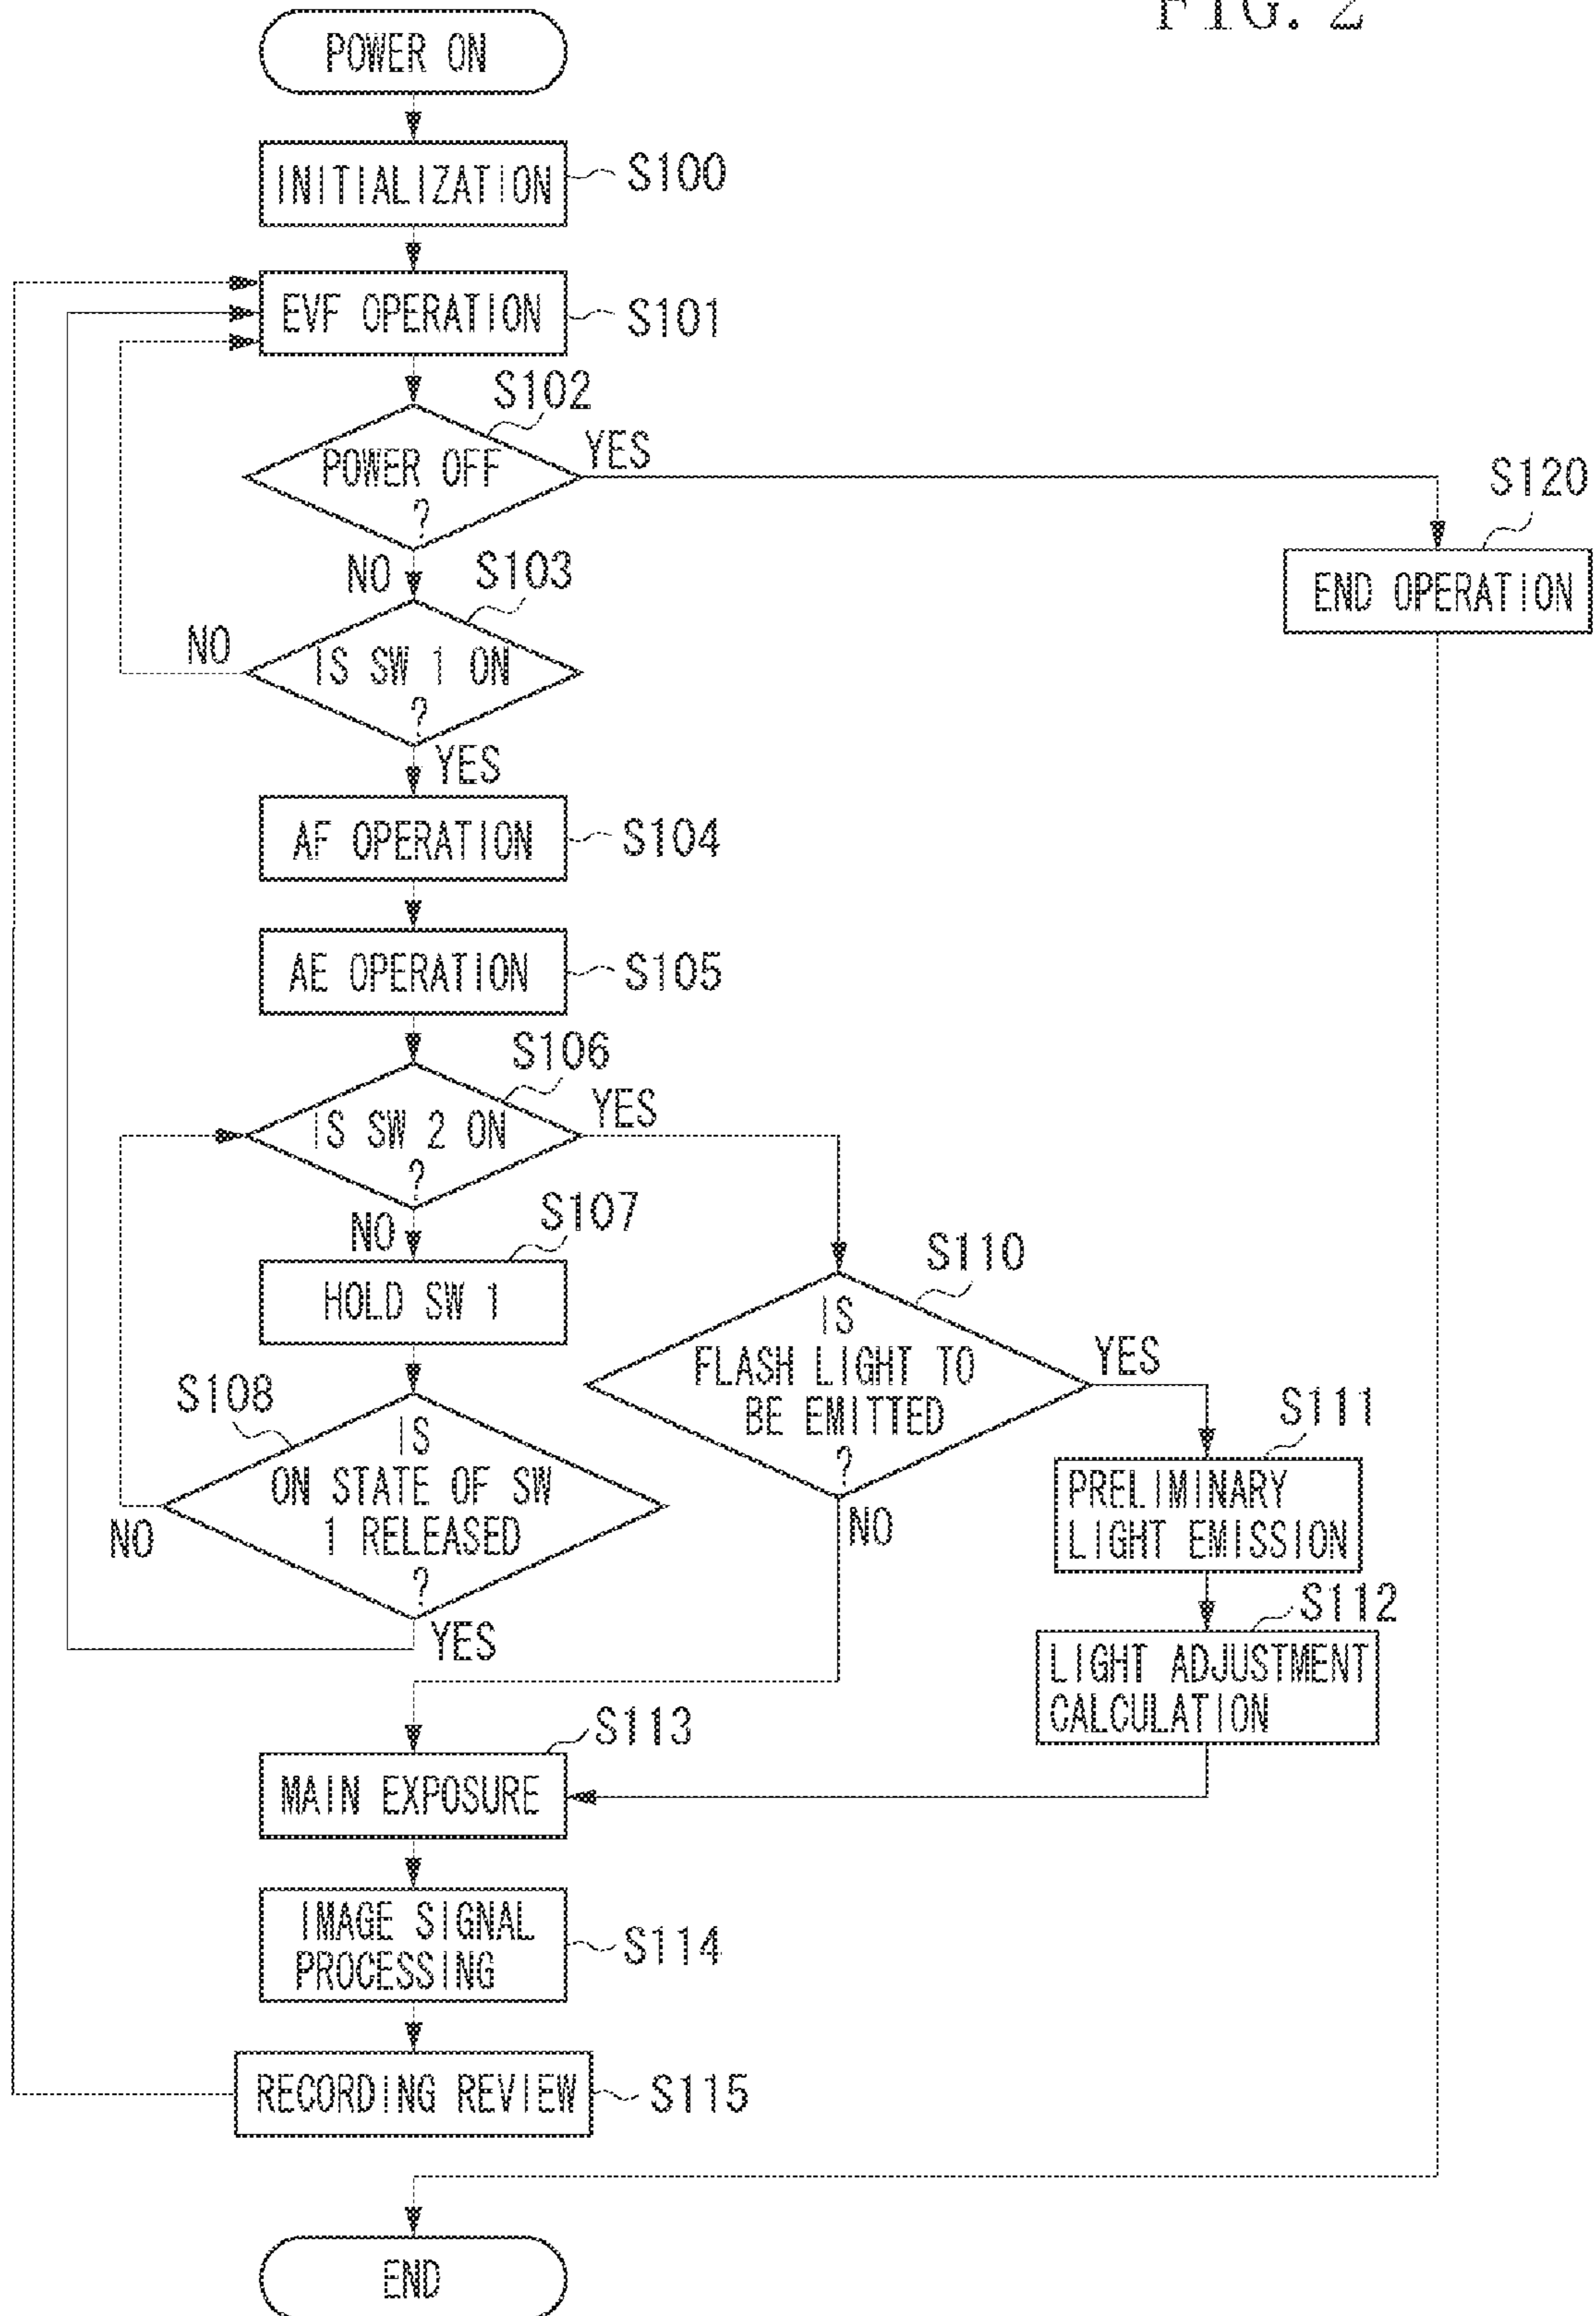 FIG. 2
POWER ON
INITIALIZATION
S100
EVF OPERATION
S101
S102
POWER OFF
?
YES
NO
S120
END OPERATION
S103
IS SW 1 ON
?
NO
YES
AF OPERATION
S104
AE OPERATION
S105
S106
IS SW 2 ON
?
YES
NO
S107
HOLD SW 1
S108
IS
ON STATE OF SW
1 RELEASED
?
NO
YES
S110
IS
FLASH LIGHT TO
BE EMITTED
?
YES
NO
S111
PRELIMINARY
LIGHT EMISSION
S112
LIGHT ADJUSTMENT
CALCULATION
S113
MAIN EXPOSURE
IMAGE SIGNAL
PROCESSING
S114
RECORDING REVIEW
S115
END